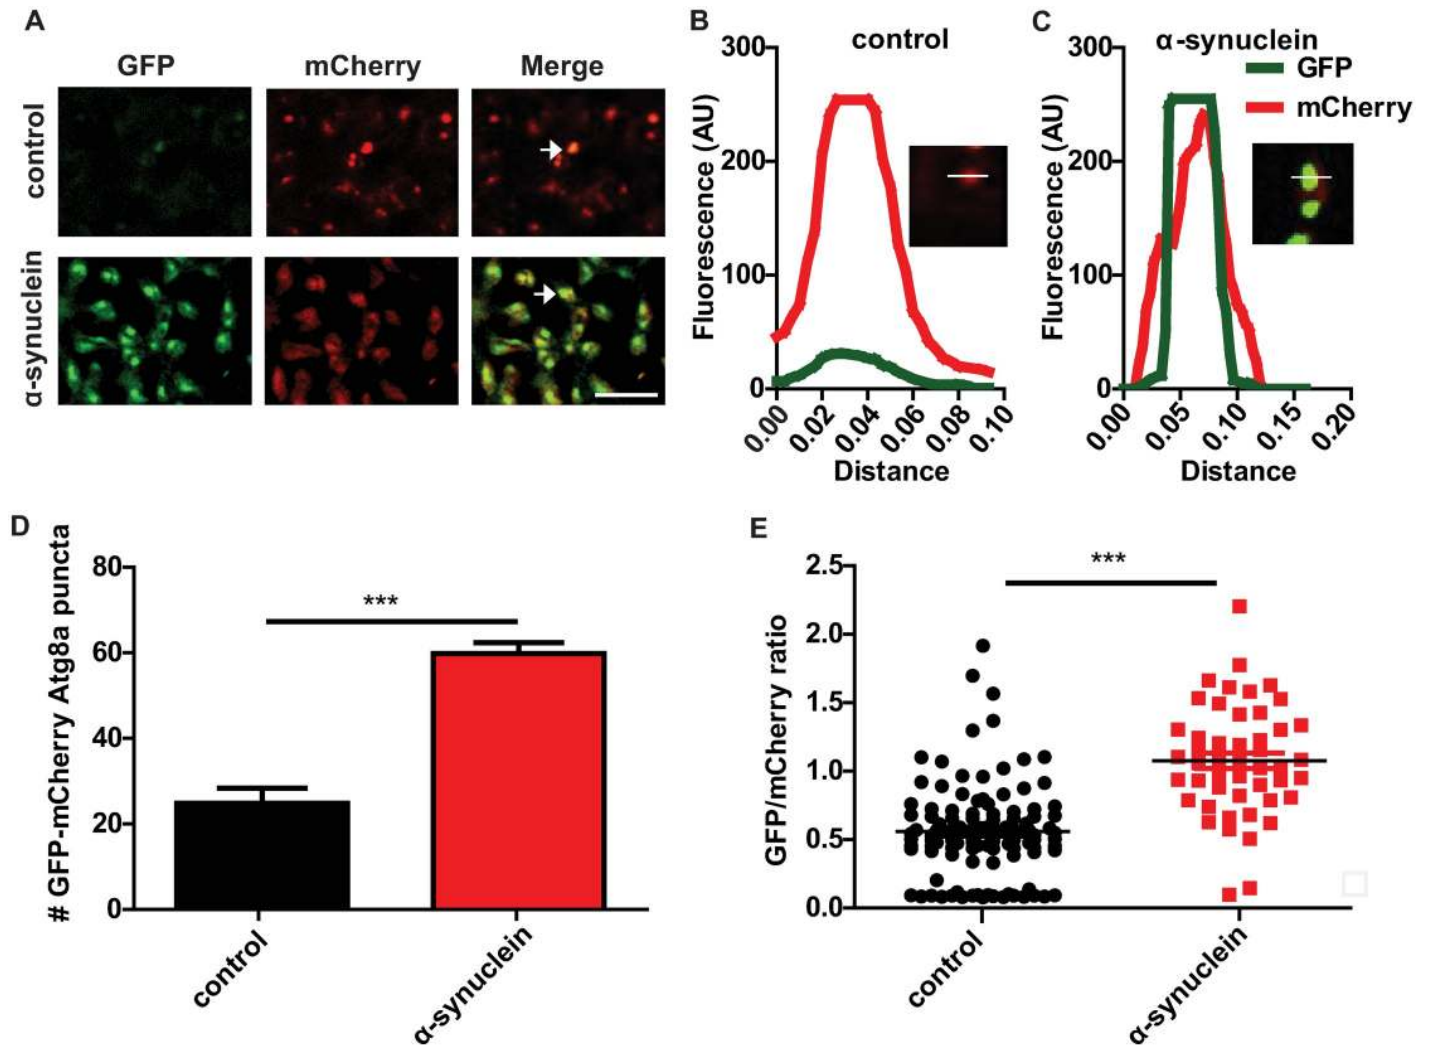 A
GFP
mCherry
Merge
control
α-synuclein
B
control
300
200
100
0
Fluorescence (AU)
0.00
0.02
0.04
0.06
0.08
0.10
Distance
C
α-synuclein
GFP
mCherry
300
200
100
0
Fluorescence (AU)
0.00
0.05
0.10
0.15
0.20
Distance
D
# GFP-mCherry Atg8a puncta
80
60
40
20
0
***
control
α-synuclein
E
GFP/mCherry ratio
2.5
2.0
1.5
1.0
0.5
0.0
***
control
α-synuclein